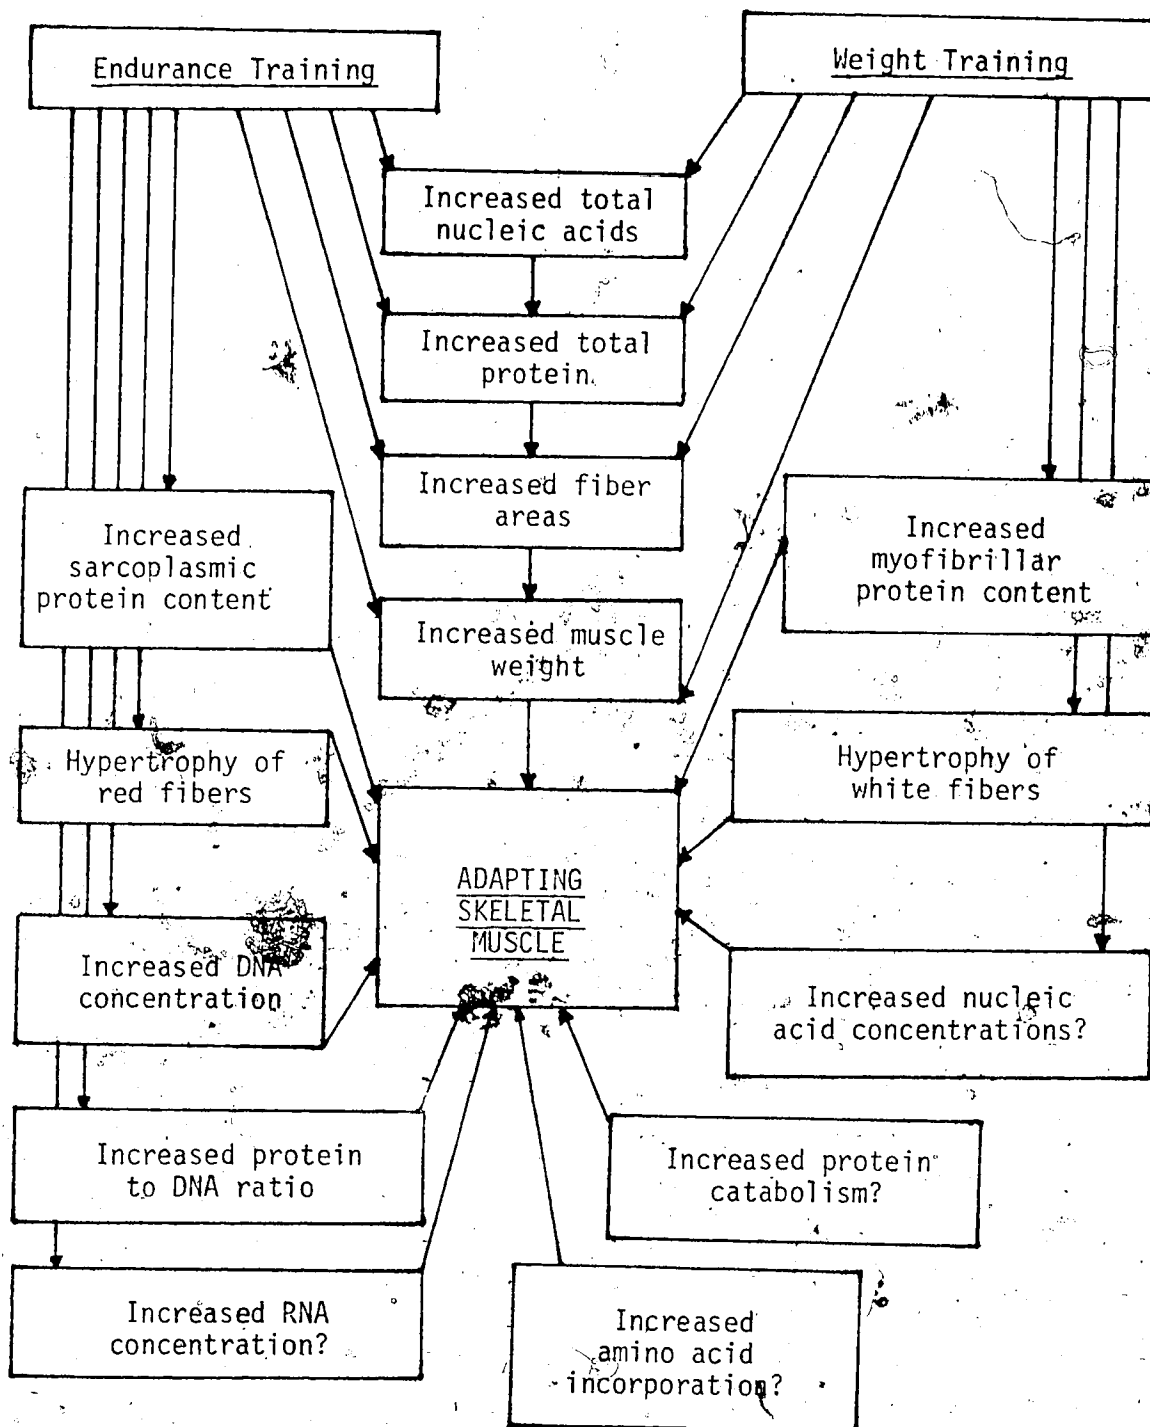 Endurance Training
Weight Training
Increased total
nucleic acids
Increased total
protein
Increased fiber
areas
Increased
sarcoplasmic
protein content
Increased
myofibrillar
protein content
Increased muscle
weight
Hypertrophy of
red fibers
Hypertrophy of
white fibers
ADAPTING
SKELETAL
MUSCLE
Increased DNA
concentration
Increased nucleic
acid concentrations?
Increased protein
to DNA ratio
Increased protein
catabolism?
Increased RNA
concentration?
Increased
amino acid
incorporation?